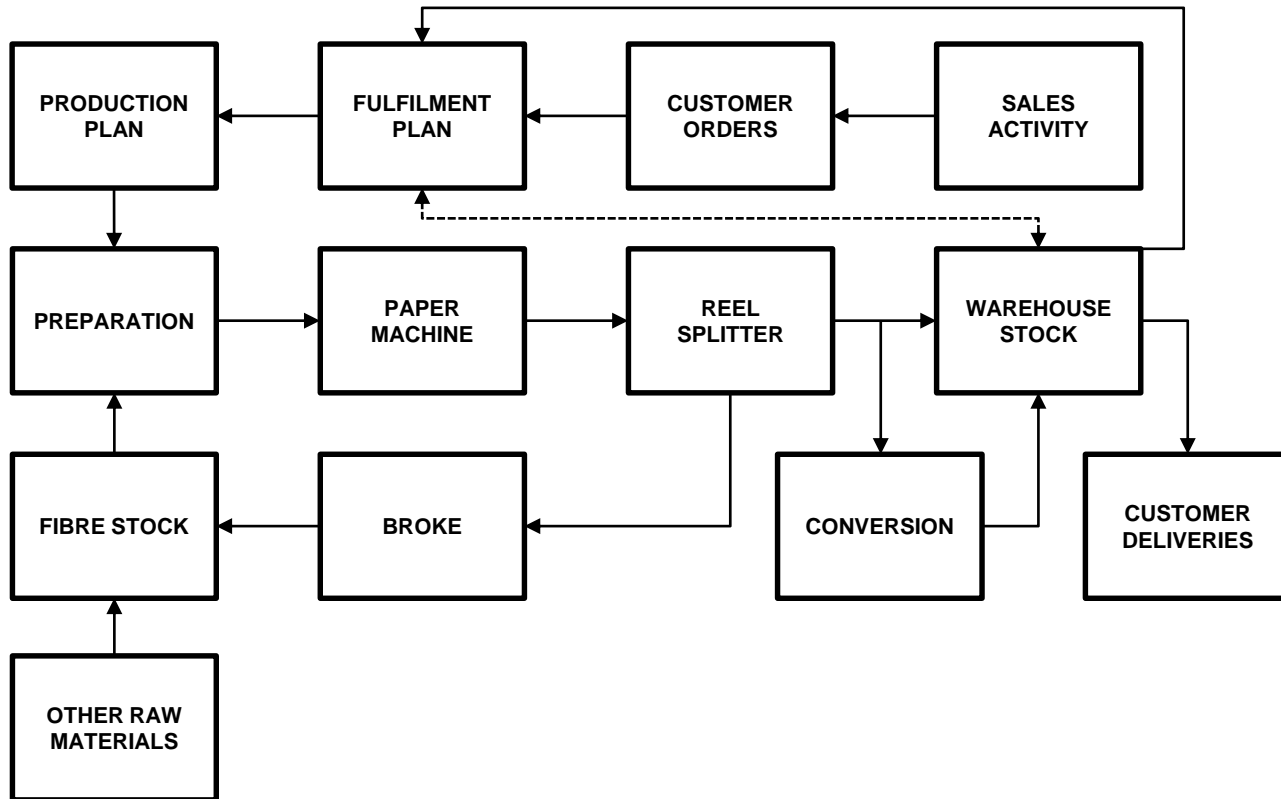 PRODUCTION
PLAN
FULFILMENT
PLAN
CUSTOMER
ORDERS
SALES
ACTIVITY
PREPARATION
PAPER
MACHINE
REEL
SPLITTER
WAREHOUSE
STOCK
FIBRE STOCK
BROKE
CONVERSION
CUSTOMER
DELIVERIES
OTHER RAW
MATERIALS